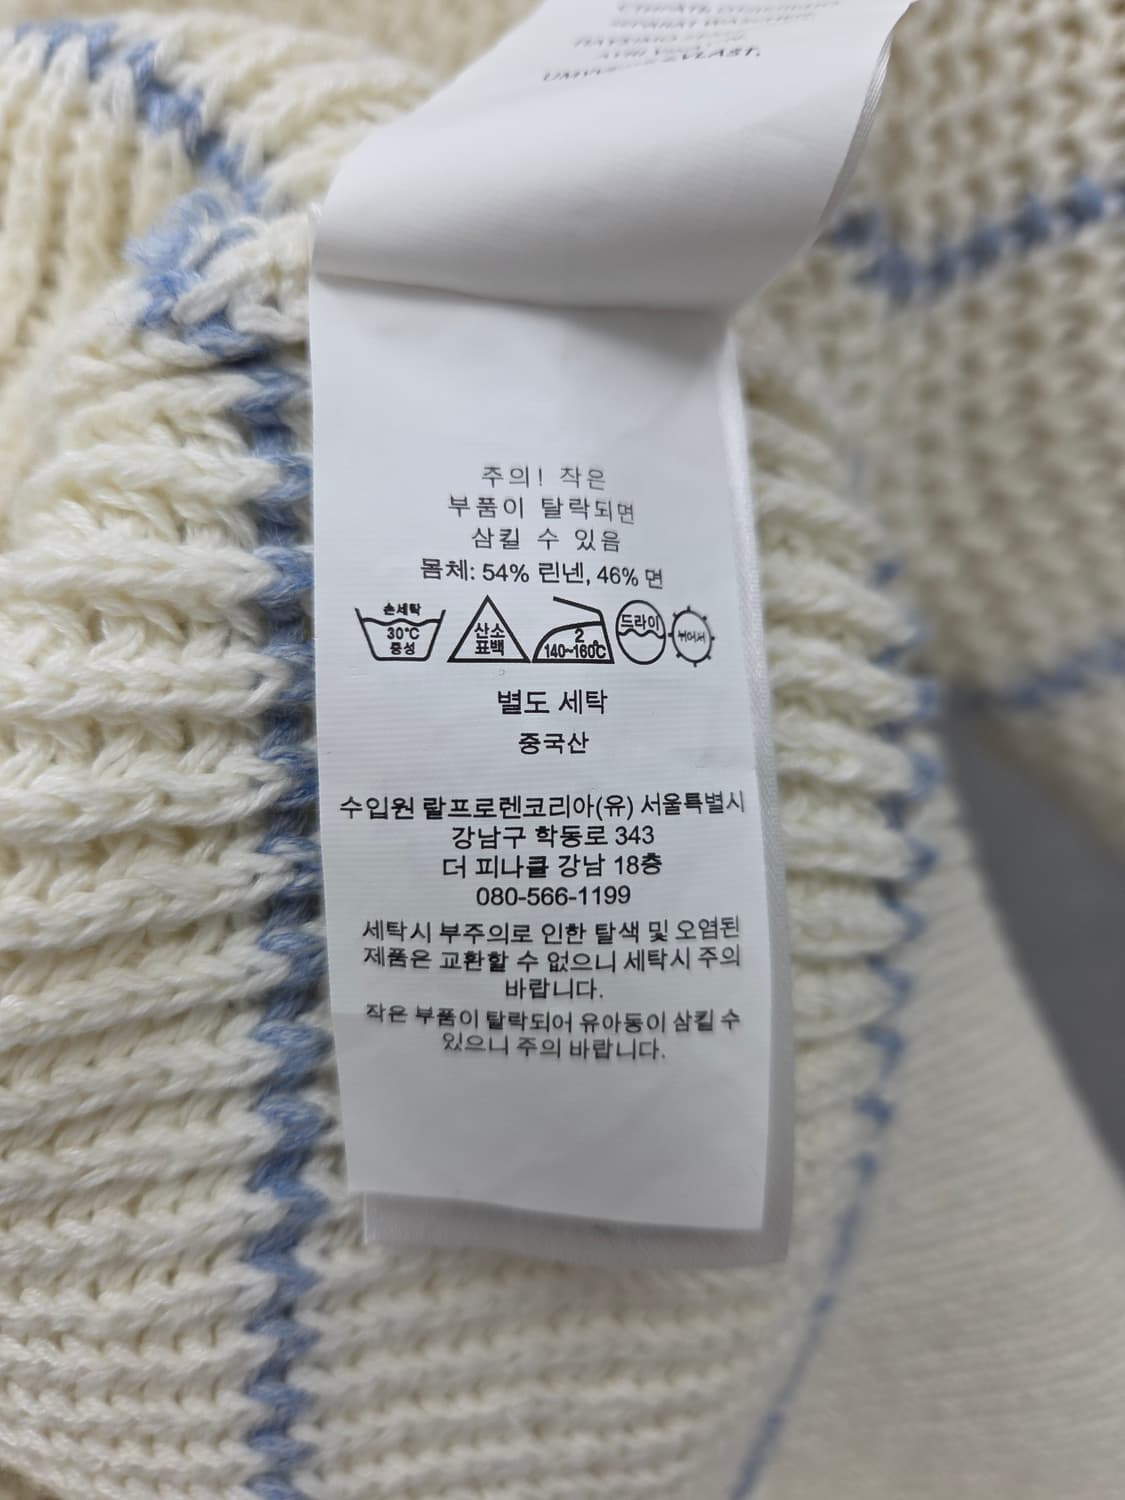 SEPARAT WASCHEN
주의! 작은
부품이 탈락되면
삼킬 수 있음
몸체: 54% 린넨, 46% 면
손세탁
30℃
중성
산소
표백
2
140~160℃
드라이
뉘어서
별도 세탁
중국산
수입원 랄프로렌코리아(유) 서울특별시
강남구 학동로 343
더 피나클 강남 18층
080-566-1199
세탁시 부주의로 인한 탈색 및 오염된
제품은 교환할 수 없으니 세탁시 주의
바랍니다.
작은 부품이 탈락되어 유아동이 삼킬 수
있으니 주의 바랍니다.